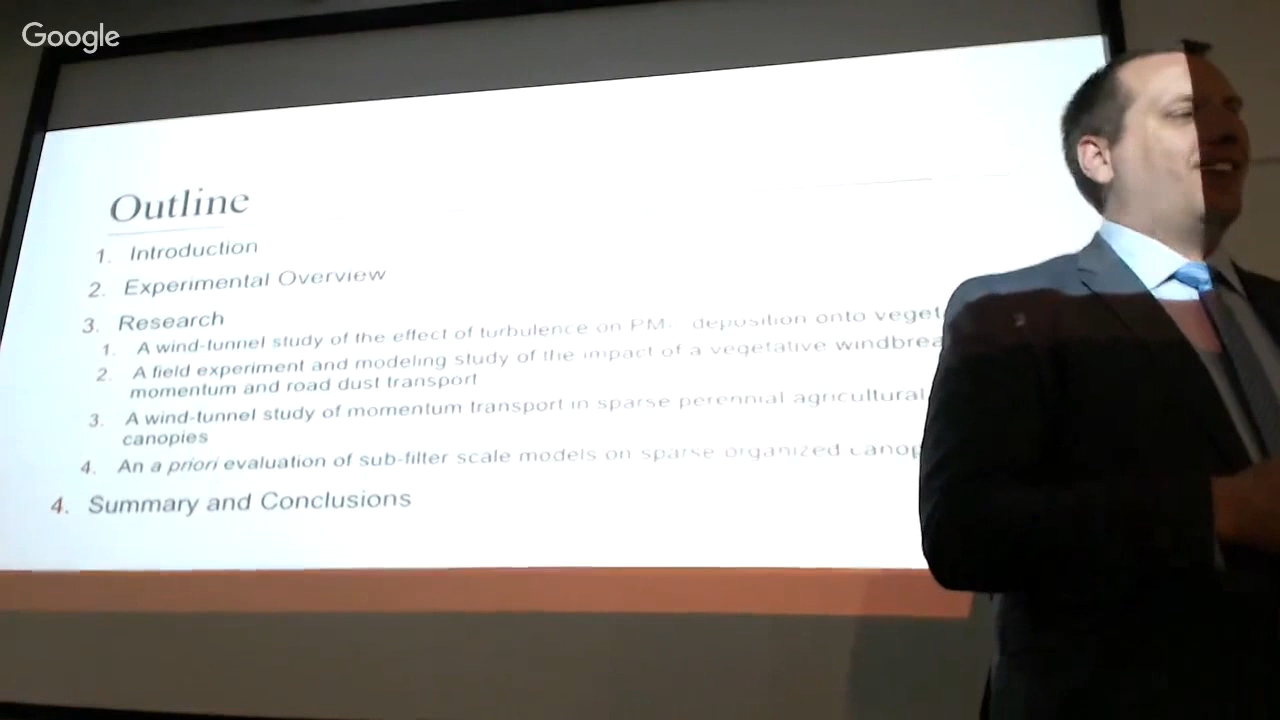 Google
Outline
1. Introduction
2. Experimental Overview
3. Research
1. A wind-tunnel study of the effect of turbulence on PM deposition onto
2. A field experiment and modeling study of the impact of a vegetative
momentum and road dust transport
3. A wind-tunnel study of momentum transport in sparse perennial agricultural
canopies
4. An a priori evaluation of sub-filter scale models on sparse organized
4. Summary and Conclusions